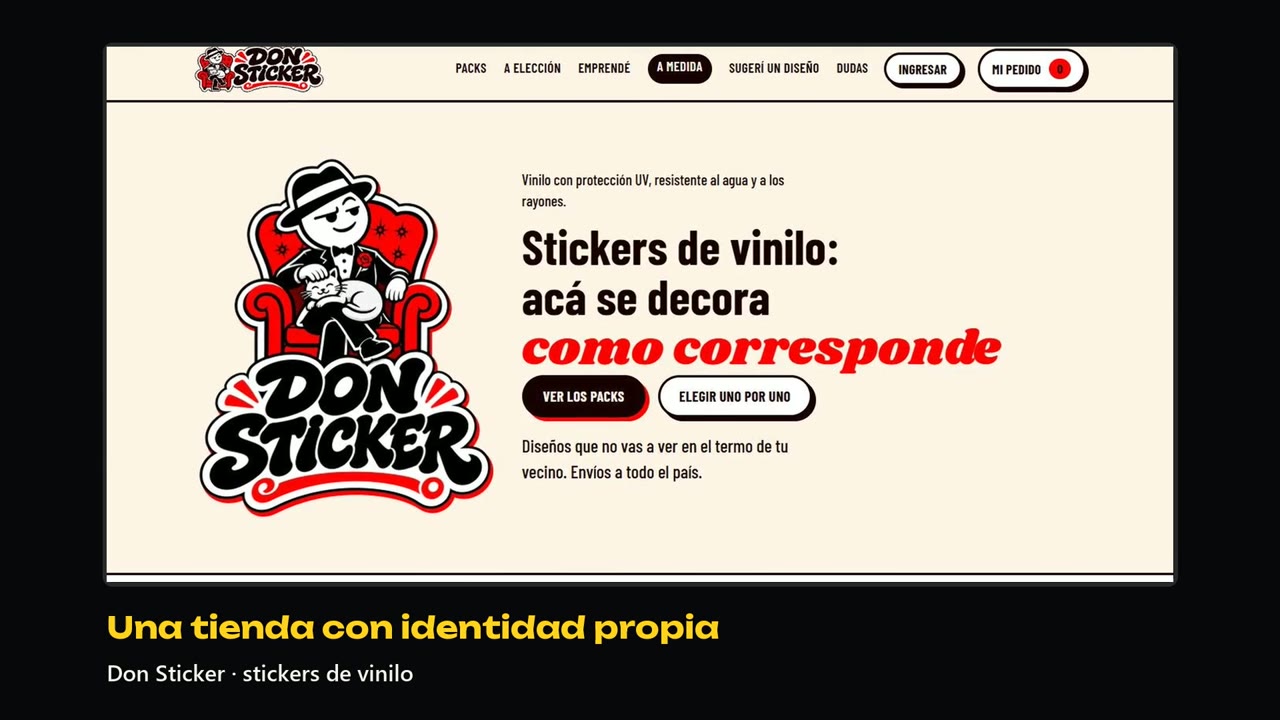 DON
STICKER
PACKS A ELECCIÓN EMPRENDÉ A MEDIDA SUGERÍ UN DISEÑO DUDAS INGRESAR MI PEDIDO 0
Vinilo con protección UV, resistente al agua y a los
rayones.
Stickers de vinilo:
acá se decora
como corresponde
VER LOS PACKS ELEGIR UNO POR UNO
Diseños que no vas a ver en el termo de tu
vecino. Envíos a todo el país.
DON
STICKER
Una tienda con identidad propia
Don Sticker · stickers de vinilo